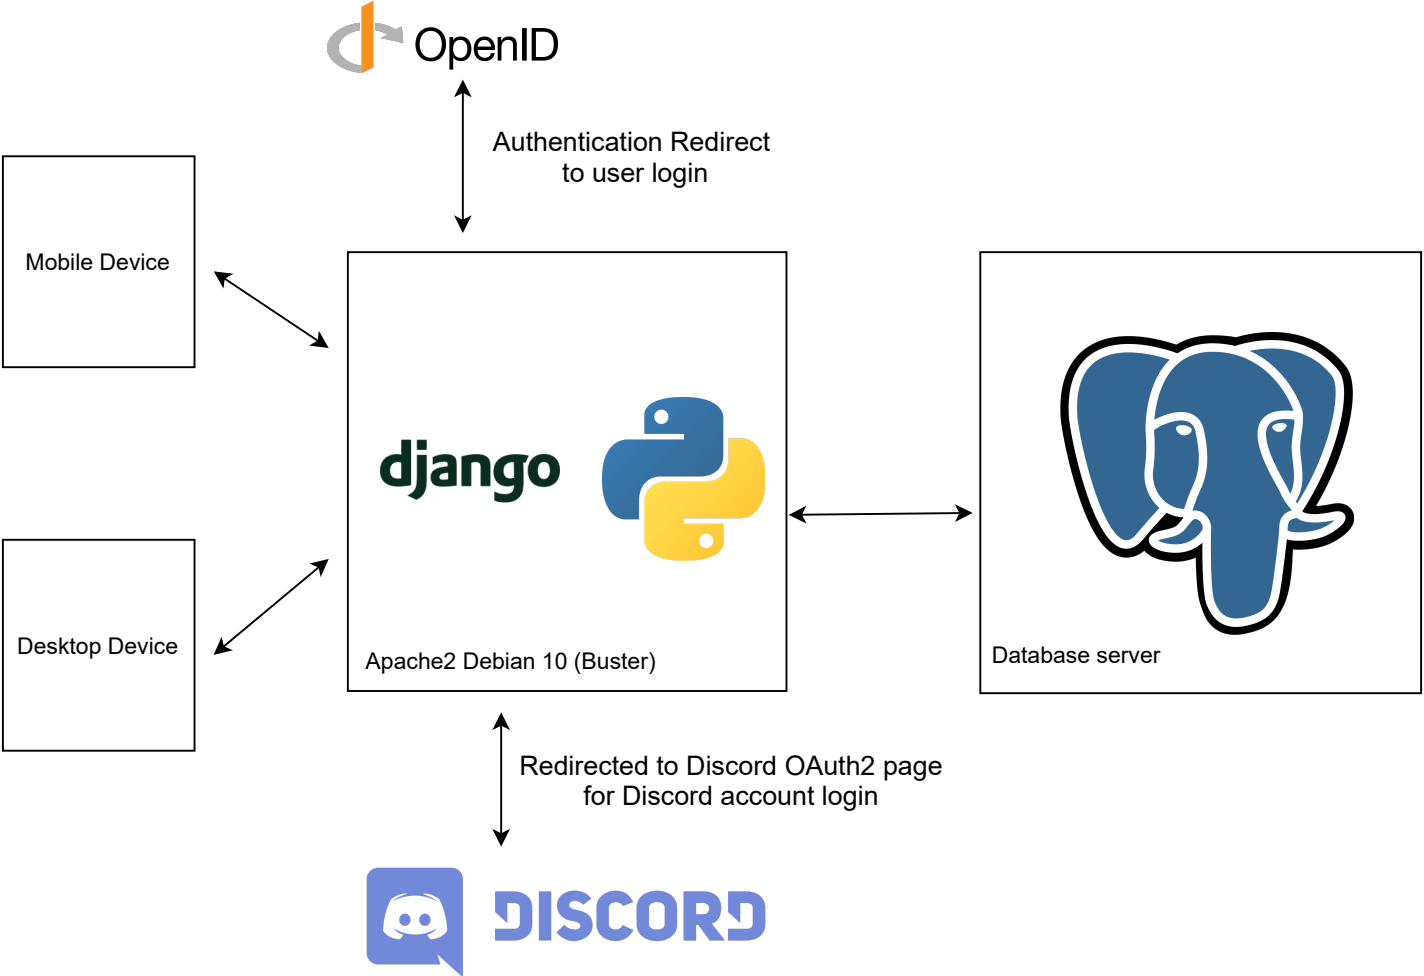 OpenID
Authentication Redirect
to user login
Mobile Device
django
Desktop Device
Apache2 Debian 10 (Buster)
Database server
Redirected to Discord OAuth2 page
for Discord account login
DISCORD